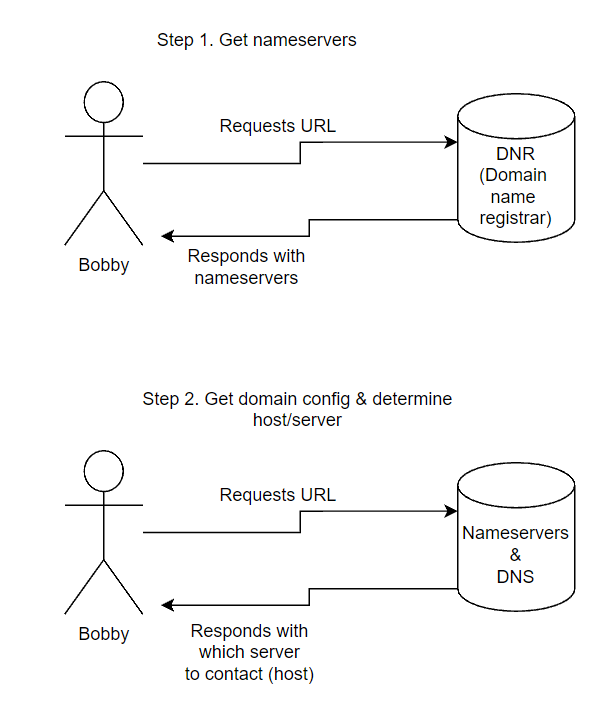 Step 1. Get nameservers
Requests URL
DNR
(Domain
name
registrar)
Responds with
nameservers
Bobby
Step 2. Get domain config & determine
host/server
Requests URL
Nameservers
&
DNS
Responds with
which server
to contact (host)
Bobby